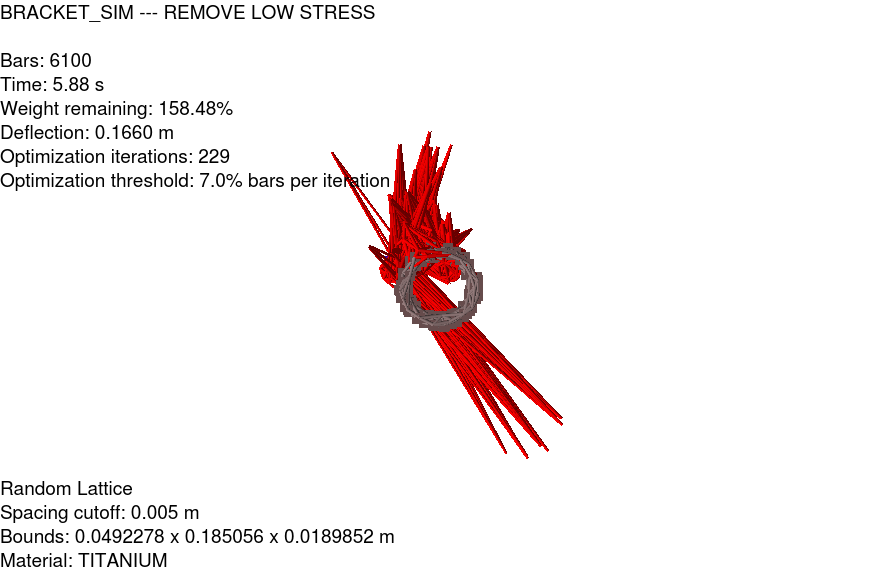 BRACKET_SIM --- REMOVE LOW STRESS
Bars: 6100
Time: 5.88 s
Weight remaining: 158.48%
Deflection: 0.1660 m
Optimization iterations: 229
Optimization threshold: 7.0% bars per iteration
Random Lattice
Spacing cutoff: 0.005 m
Bounds: 0.0492278 x 0.185056 x 0.0189852 m
Material: TITANIUM